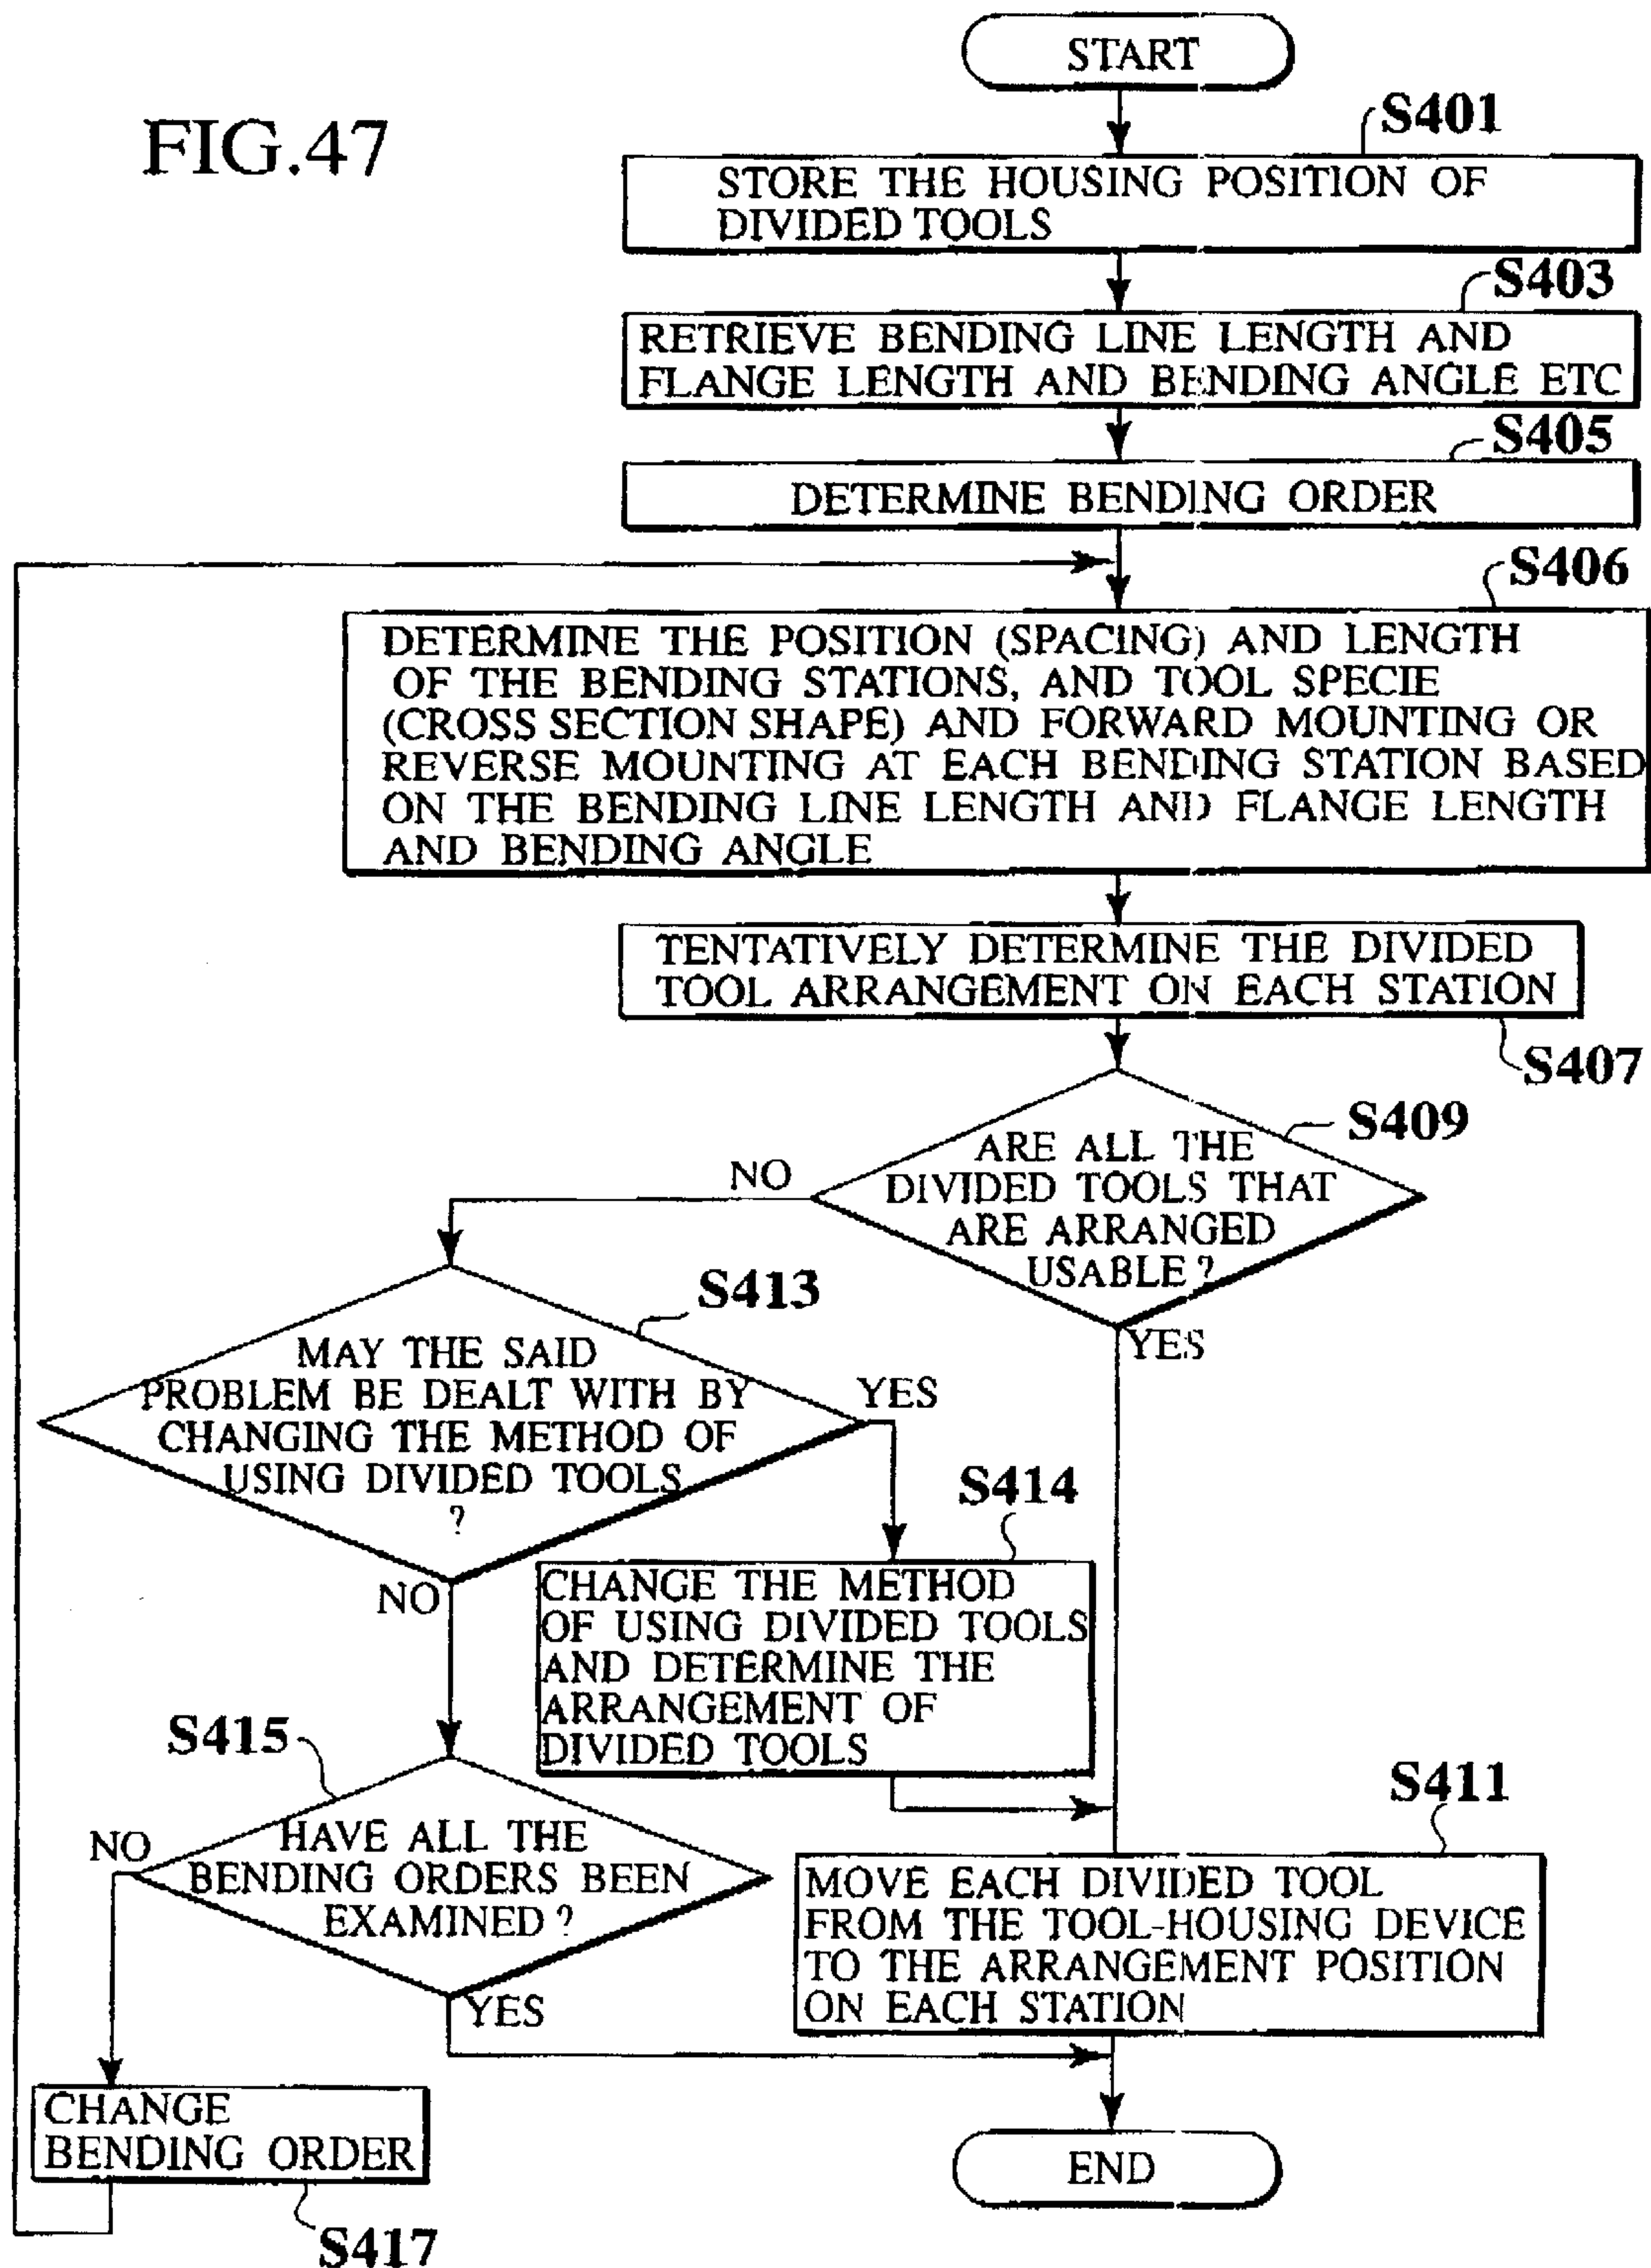 START
FIG.47
S401
STORE THE HOUSING POSITION OF
DIVIDED TOOLS
S403
RETRIEVE BENDING LINE LENGTH AND
FLANGE LENGTH AND BENDING ANGLE ETC
S405
DETERMINE BENDING ORDER
S406
DETERMINE THE POSITION (SPACING) AND LENGTH
OF THE BENDING STATIONS, AND TOOL SPECIE
(CROSS SECTION SHAPE) AND FORWARD MOUNTING OR
REVERSE MOUNTING AT EACH BENDING STATION BASED
ON THE BENDING LINE LENGTH AND FLANGE LENGTH
AND BENDING ANGLE
TENTATIVELY DETERMINE THE DIVIDED
TOOL ARRANGEMENT ON EACH STATION
S407
S409
ARE ALL THE
DIVIDED TOOLS THAT
ARE ARRANGED
USABLE ?
NO
YES
S413
MAY THE SAID
PROBLEM BE DEALT WITH BY
CHANGING THE METHOD OF
USING DIVIDED TOOLS
?
YES
NO
S414
CHANGE THE METHOD
OF USING DIVIDED TOOLS
AND DETERMINE THE
ARRANGEMENT OF
DIVIDED TOOLS
S415
HAVE ALL THE
BENDING ORDERS BEEN
EXAMINED ?
NO
YES
S411
MOVE EACH DIVIDED TOOL
FROM THE TOOL-HOUSING DEVICE
TO THE ARRANGEMENT POSITION
ON EACH STATION
CHANGE
BENDING ORDER
S417
END